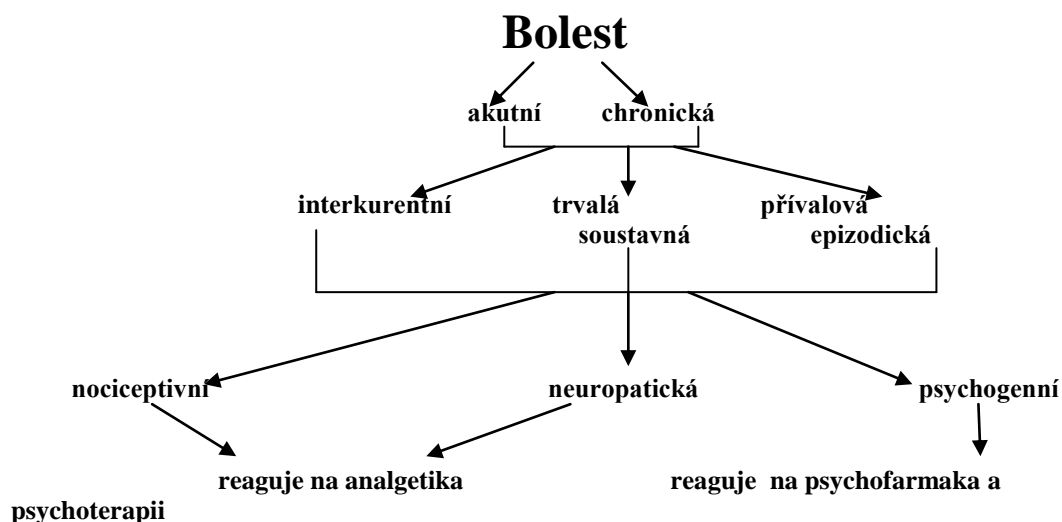 Bolest
akutní chronická
interkurentní trvalá přívalová
soustavná epizodická
nociceptivní neuropatická psychogenní
reaguje na analgetika reaguje na psychofarmaka a
psychoterapii